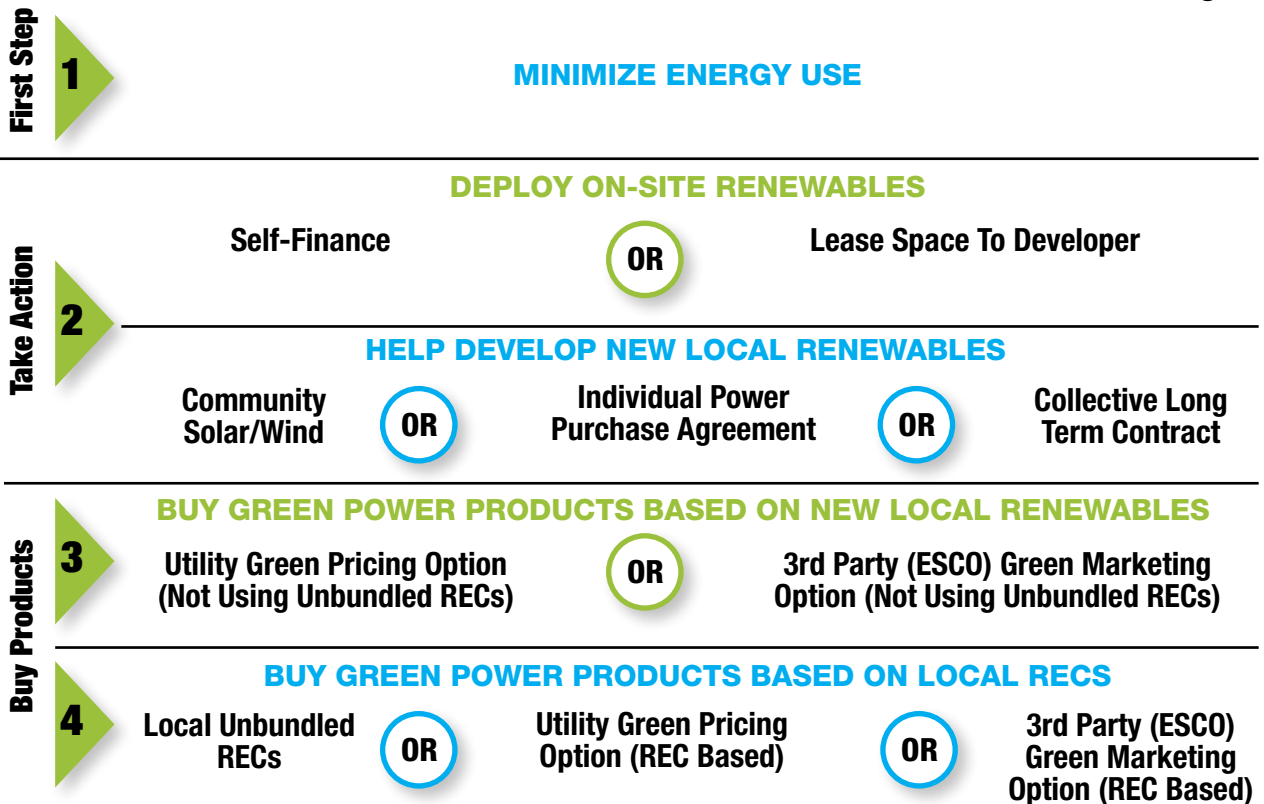 First Step
1
MINIMIZE ENERGY USE
Take Action
2
DEPLOY ON-SITE RENEWABLES
Self-Finance
OR
Lease Space To Developer
HELP DEVELOP NEW LOCAL RENEWABLES
Community
Solar/Wind
OR
Individual Power
Purchase Agreement
OR
Collective Long
Term Contract
Buy Products
3
BUY GREEN POWER PRODUCTS BASED ON NEW LOCAL RENEWABLES
Utility Green Pricing Option
(Not Using Unbundled RECs)
OR
3rd Party (ESCO) Green Marketing
Option (Not Using Unbundled RECs)
4
BUY GREEN POWER PRODUCTS BASED ON LOCAL RECS
Local Unbundled
RECs
OR
Utility Green Pricing
Option (REC Based)
OR
3rd Party (ESCO)
Green Marketing
Option (REC Based)